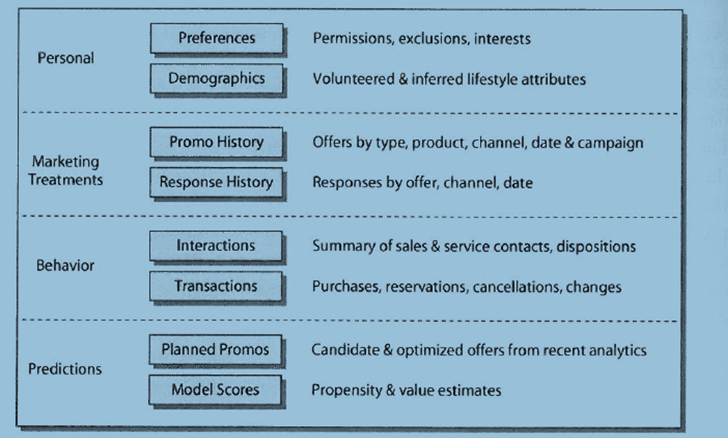 Personal
Preferences Permissions, exclusions, interests
Demographics Volunteered & inferred lifestyle attributes
Marketing
Treatments
Promo History Offers by type, product, channel, date & campaign
Response History Responses by offer, channel, date
Behavior
Interactions Summary of sales & service contacts, dispositions
Transactions Purchases, reservations, cancellations, changes
Predictions
Planned Promos Candidate & optimized offers from recent analytics
Model Scores Propensity & value estimates